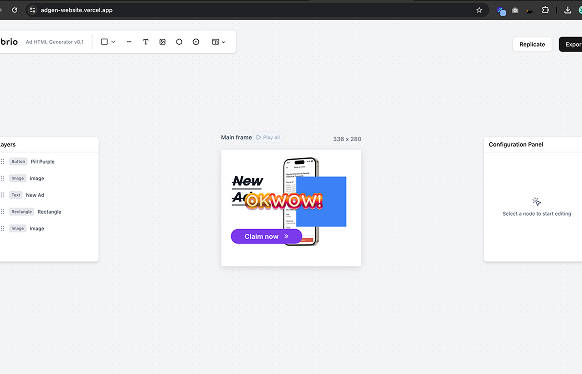 adgen-website.vercel.app
brio
Ad HTML Generator v0.1
T
Replicate
Expor
ayers
Button Pill Purple
Image Image
Text New Ad
Rectangle Rectangle
Image Image
Main frame Play all
336 x 280
New
Ad
OKWOW!
Claim now »
Configuration Panel
Select a node to start editing